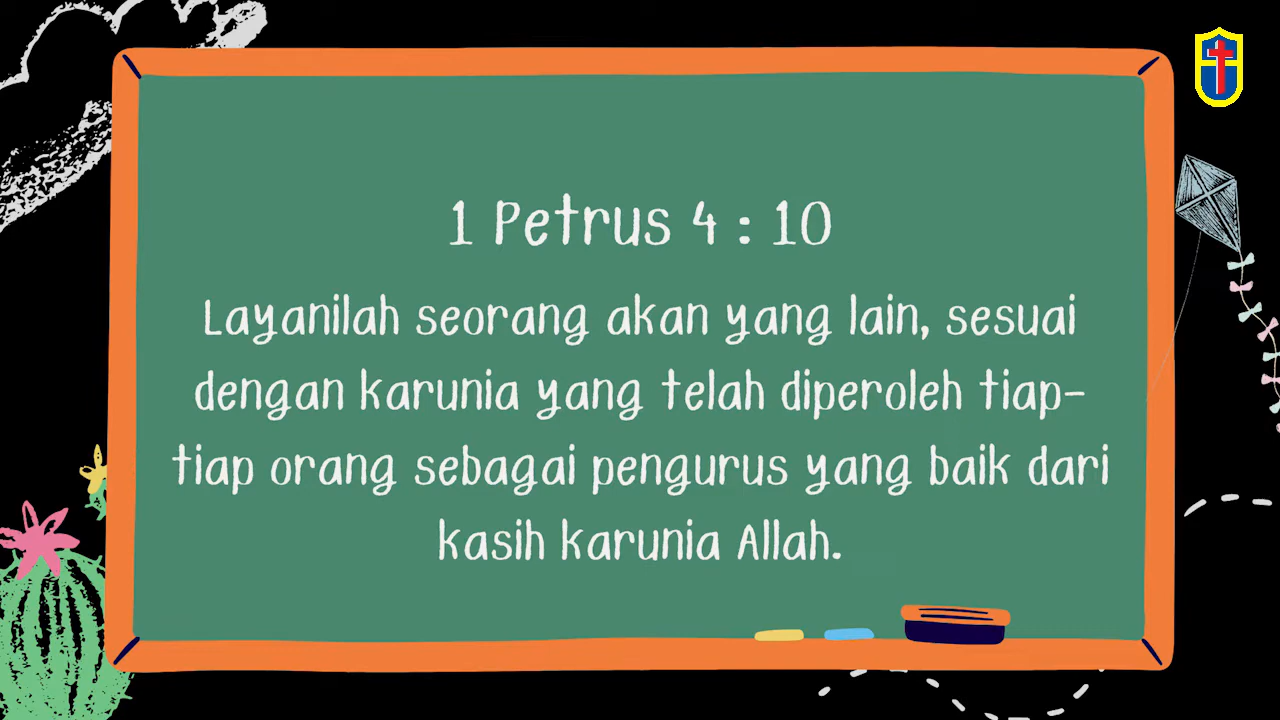 1 Petrus 4 : 10
Layanilah seorang akan yang lain, sesuai
dengan karunia yang telah diperoleh tiap-
tiap orang sebagai pengurus yang baik dari
kasih karunia Allah.